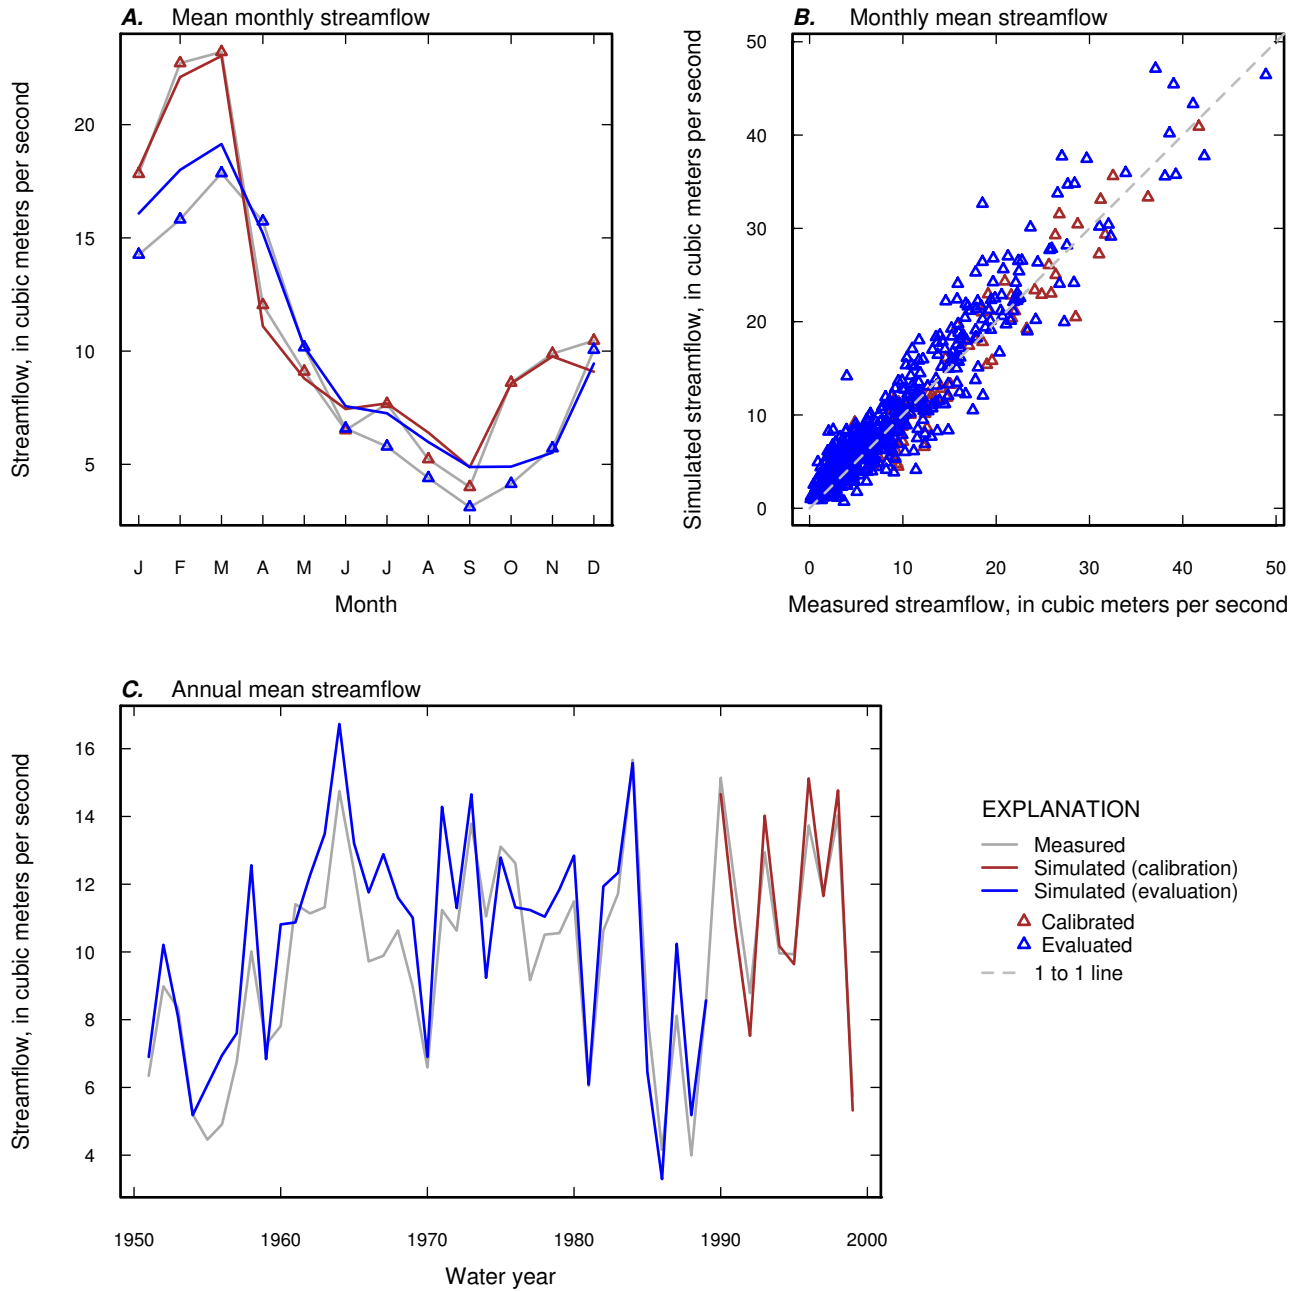 A. Mean monthly streamflow
Streamflow, in cubic meters per second
20
15
10
5
J F M A M J J A S O N D
Month
B. Monthly mean streamflow
Simulated streamflow, in cubic meters per second
50
40
30
20
10
0
0 10 20 30 40 50
Measured streamflow, in cubic meters per second
C. Annual mean streamflow
Streamflow, in cubic meters per second
16
14
12
10
8
6
4
1950 1960 1970 1980 1990 2000
Water year
EXPLANATION
Measured
Simulated (calibration)
Simulated (evaluation)
Calibrated
Evaluated
1 to 1 line